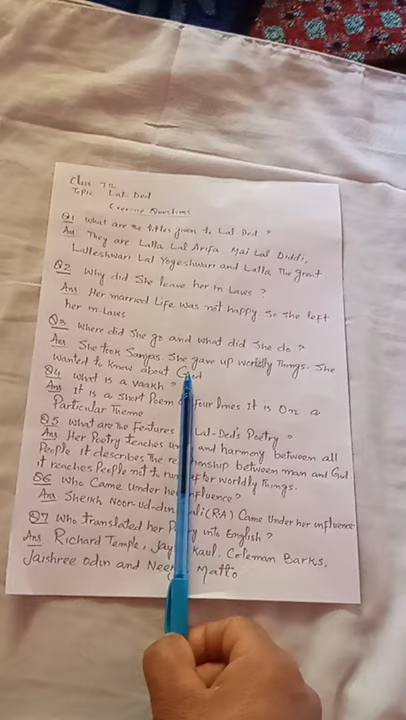 Class 7th
Topic Lal-Ded
Exercise Questions
Q1 What are the titles given to Lal Ded ?
Ans They are Lalla Lal Arifa Mai Lal Diddi,
Lalleshwari Lal Yogeshwari and Lalla The great
Q2 Why did She leave her in-Laws ?
Ans Her married Life was not happy So she left
her in-Laws
Q3 Where did She go and what did She do ?
Ans She took Sanyas. She gave up worldly Things. She
wanted to Know about God
Q4 What is a vaakh ?
Ans It is a Short Poem four lines It is On a
Particular Theme
Q5 What are the Features Lal-Ded's Poetry ?
Ans Her Poetry teaches and harmony between all
People It describes the between man and God.
it teaches People not to after worldly things.
Q6 Who Came Under her influence ?
Ans Sheikh Noor-ud-din (RA) Came Under her influence
Q7 Who translated her into English ?
Ans Richard Temple, Kaul, Coleman Barks,
Jaishree Odin and Mattoo